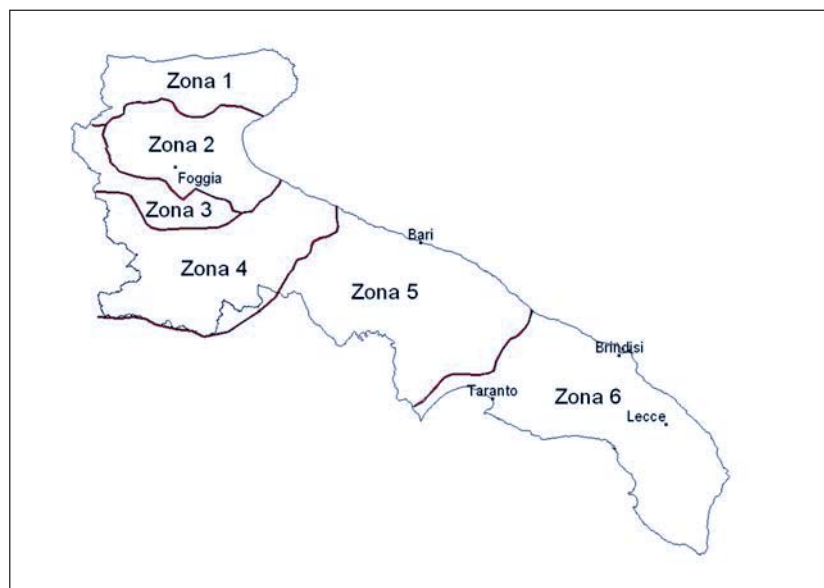 Zona 1
Zona 2
Foggia
Zona 3
Bari
Zona 4
Zona 5
Brindisi
Taranto
Zona 6
Lecce